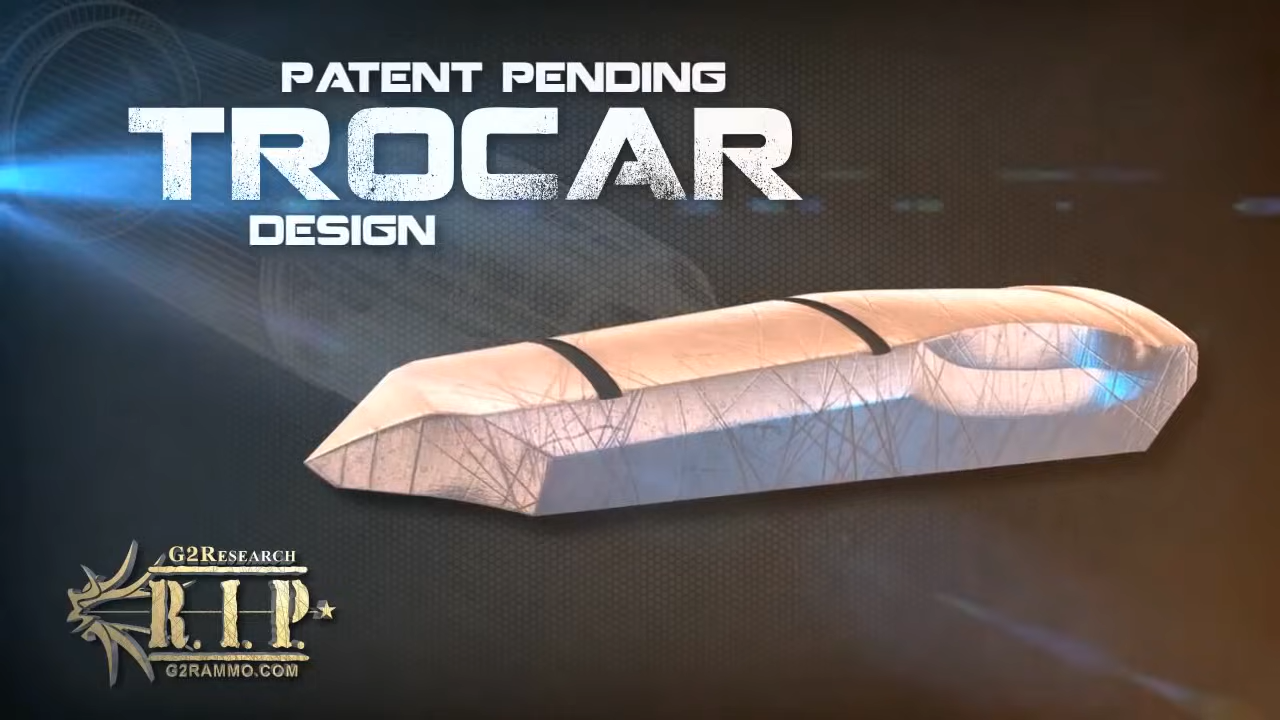 PATENT PENDING
TROCAR
DESIGN
G2RESEARCH
R.I.P.
G2RAMMO.COM